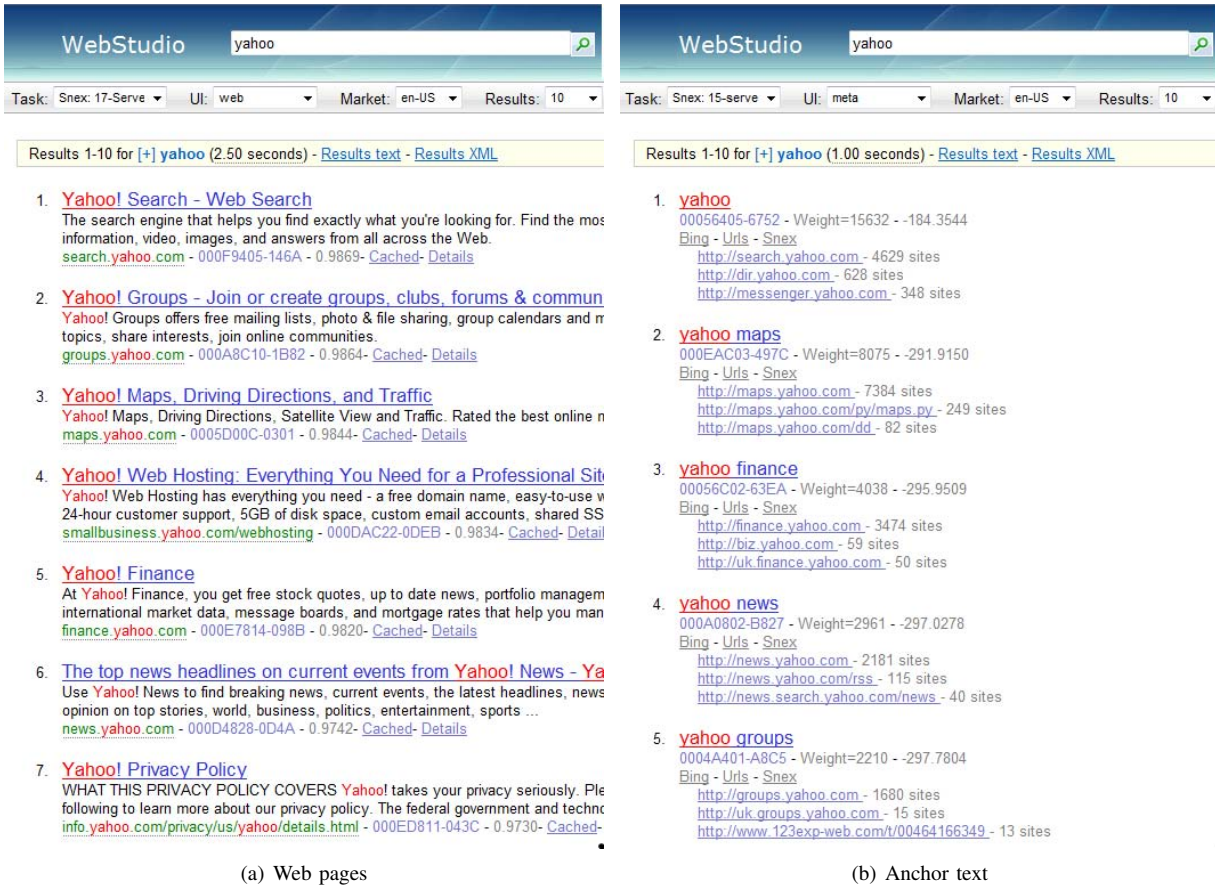 WebStudio
yahoo
Task: Snex: 17-Serve UI: web Market: en-US Results: 10
Results 1-10 for [+] yahoo (2.50 seconds) - Results text - Results XML
1. Yahoo! Search - Web Search
The search engine that helps you find exactly what you're looking for. Find the mos
information, video, images, and answers from all across the Web.
search.yahoo.com - 000F9405-146A - 0.9869- Cached- Details
2. Yahoo! Groups - Join or create groups, clubs, forums & commun
Yahoo! Groups offers free mailing lists, photo & file sharing, group calendars and m
topics, share interests, join online communities.
groups.yahoo.com - 000A8C10-1B82 - 0.9864- Cached- Details
3. Yahoo! Maps, Driving Directions, and Traffic
Yahoo! Maps, Driving Directions, Satellite View and Traffic. Rated the best online m
maps.yahoo.com - 0005D00C-0301 - 0.9844- Cached- Details
4. Yahoo! Web Hosting: Everything You Need for a Professional Site
Yahoo! Web Hosting has everything you need - a free domain name, easy-to-use w
24-hour customer support, 5GB of disk space, custom email accounts, shared SS
smallbusiness.yahoo.com/webhosting - 000DAC22-0DEB - 0.9834- Cached- Detail
5. Yahoo! Finance
At Yahoo! Finance, you get free stock quotes, up to date news, portfolio managem
international market data, message boards, and mortgage rates that help you man
finance.yahoo.com - 000E7814-098B - 0.9820- Cached- Details
6. The top news headlines on current events from Yahoo! News - Ya
Use Yahoo! News to find breaking news, current events, the latest headlines, news
opinion on top stories, world, business, politics, entertainment, sports ...
news.yahoo.com - 000D4828-0D4A - 0.9742- Cached- Details
7. Yahoo! Privacy Policy
WHAT THIS PRIVACY POLICY COVERS Yahoo! takes your privacy seriously. Ple
following to learn more about our privacy policy. The federal government and techno
info.yahoo.com/privacy/us/yahoo/details.html - 000ED811-043C - 0.9730- Cached-
(a) Web pages
WebStudio
yahoo
Task: Snex: 15-serve UI: meta Market: en-US Results: 10
Results 1-10 for [+] yahoo (1.00 seconds) - Results text - Results XML
1. yahoo
00056405-6752 - Weight=15632 - -184.3544
Bing - Urls - Snex
http://search.yahoo.com - 4629 sites
http://dir.yahoo.com - 628 sites
http://messenger.yahoo.com - 348 sites
2. yahoo maps
000EAC03-497C - Weight=8075 - -291.9150
Bing - Urls - Snex
http://maps.yahoo.com - 7384 sites
http://maps.yahoo.com/py/maps.py - 249 sites
http://maps.yahoo.com/dd - 82 sites
3. yahoo finance
00056C02-63EA - Weight=4038 - -295.9509
Bing - Urls - Snex
http://finance.yahoo.com - 3474 sites
http://biz.yahoo.com - 59 sites
http://uk.finance.yahoo.com - 50 sites
4. yahoo news
000A0802-B827 - Weight=2961 - -297.0278
Bing - Urls - Snex
http://news.yahoo.com - 2181 sites
http://news.yahoo.com/rss - 115 sites
http://news.search.yahoo.com/news - 40 sites
5. yahoo groups
0004A401-A8C5 - Weight=2210 - -297.7804
Bing - Urls - Snex
http://groups.yahoo.com - 1680 sites
http://uk.groups.yahoo.com - 15 sites
http://www.123exp-web.com/t/00464166349 - 13 sites
(b) Anchor text